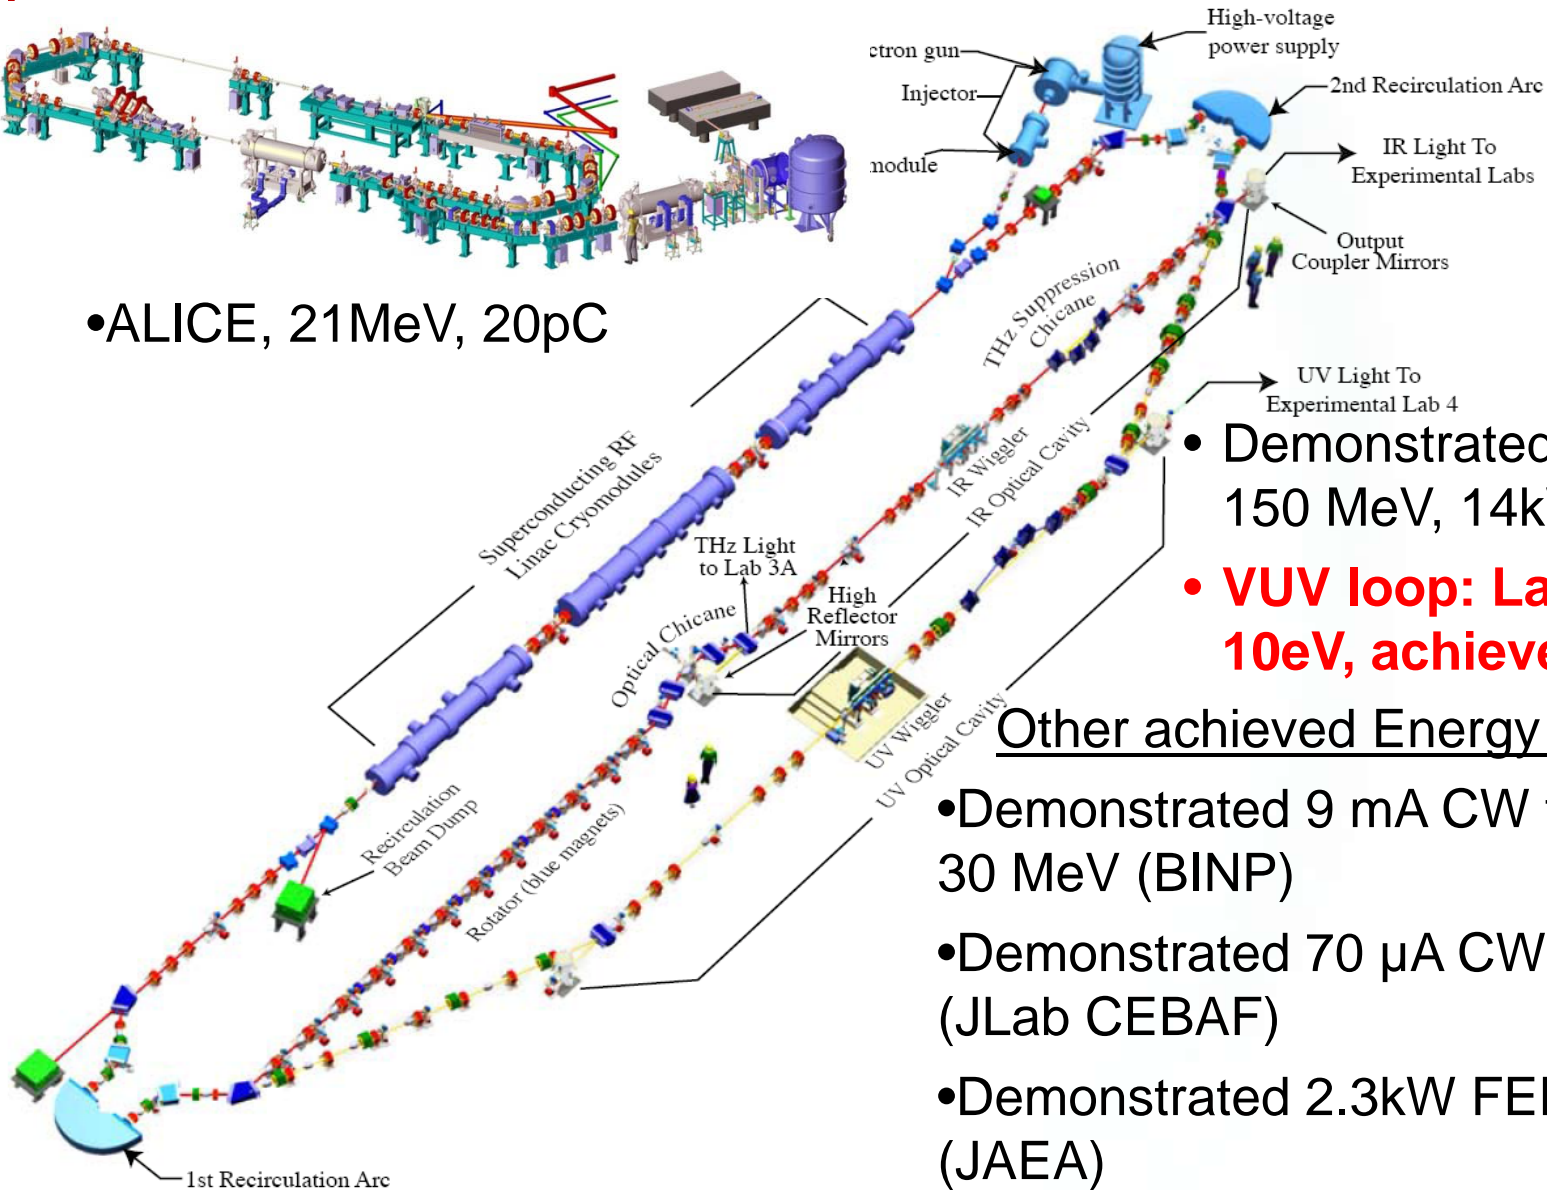 High-voltage
power supply
ctron gun
Injector
module
2nd Recirculation Arc
IR Light To
Experimental Labs
Output
Coupler Mirrors
•ALICE, 21MeV, 20pC
THz Suppression
Chicane
UV Light To
Experimental Lab 4
Superconducting RF
Linac Cryomodules
IR Wiggler
IR Optical Cavity
• Demonstrated
150 MeV, 14k
THz Light
to Lab 3A
High
Reflector
Mirrors
Optical Chicane
• VUV loop: La
10eV, achieve
UV Wiggler
UV Optical Cavity
Other achieved Energy
Recirculation
Beam Dump
Rotator (blue magnets)
•Demonstrated 9 mA CW
30 MeV (BINP)
•Demonstrated 70 µA CW
(JLab CEBAF)
•Demonstrated 2.3kW FEL
(JAEA)
1st Recirculation Arc